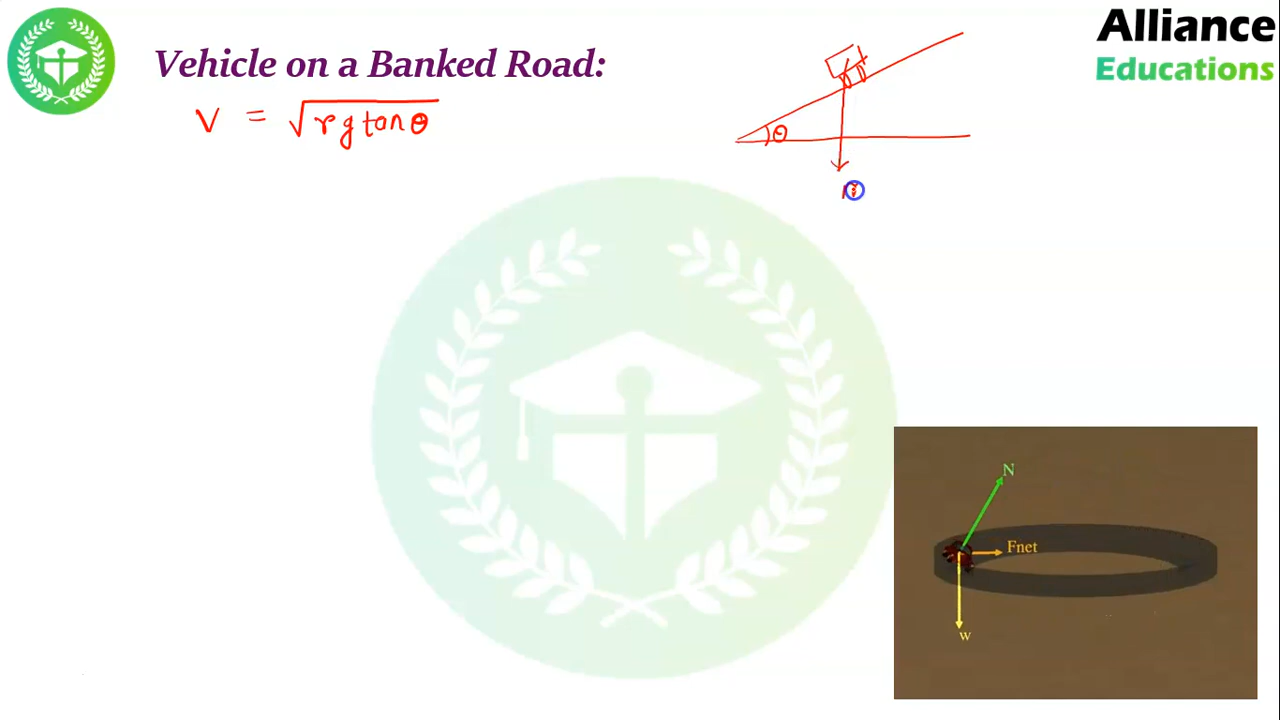 Alliance
Educations
Vehicle on a Banked Road:
v = √rg tanθ
θ
N
Fnet
w